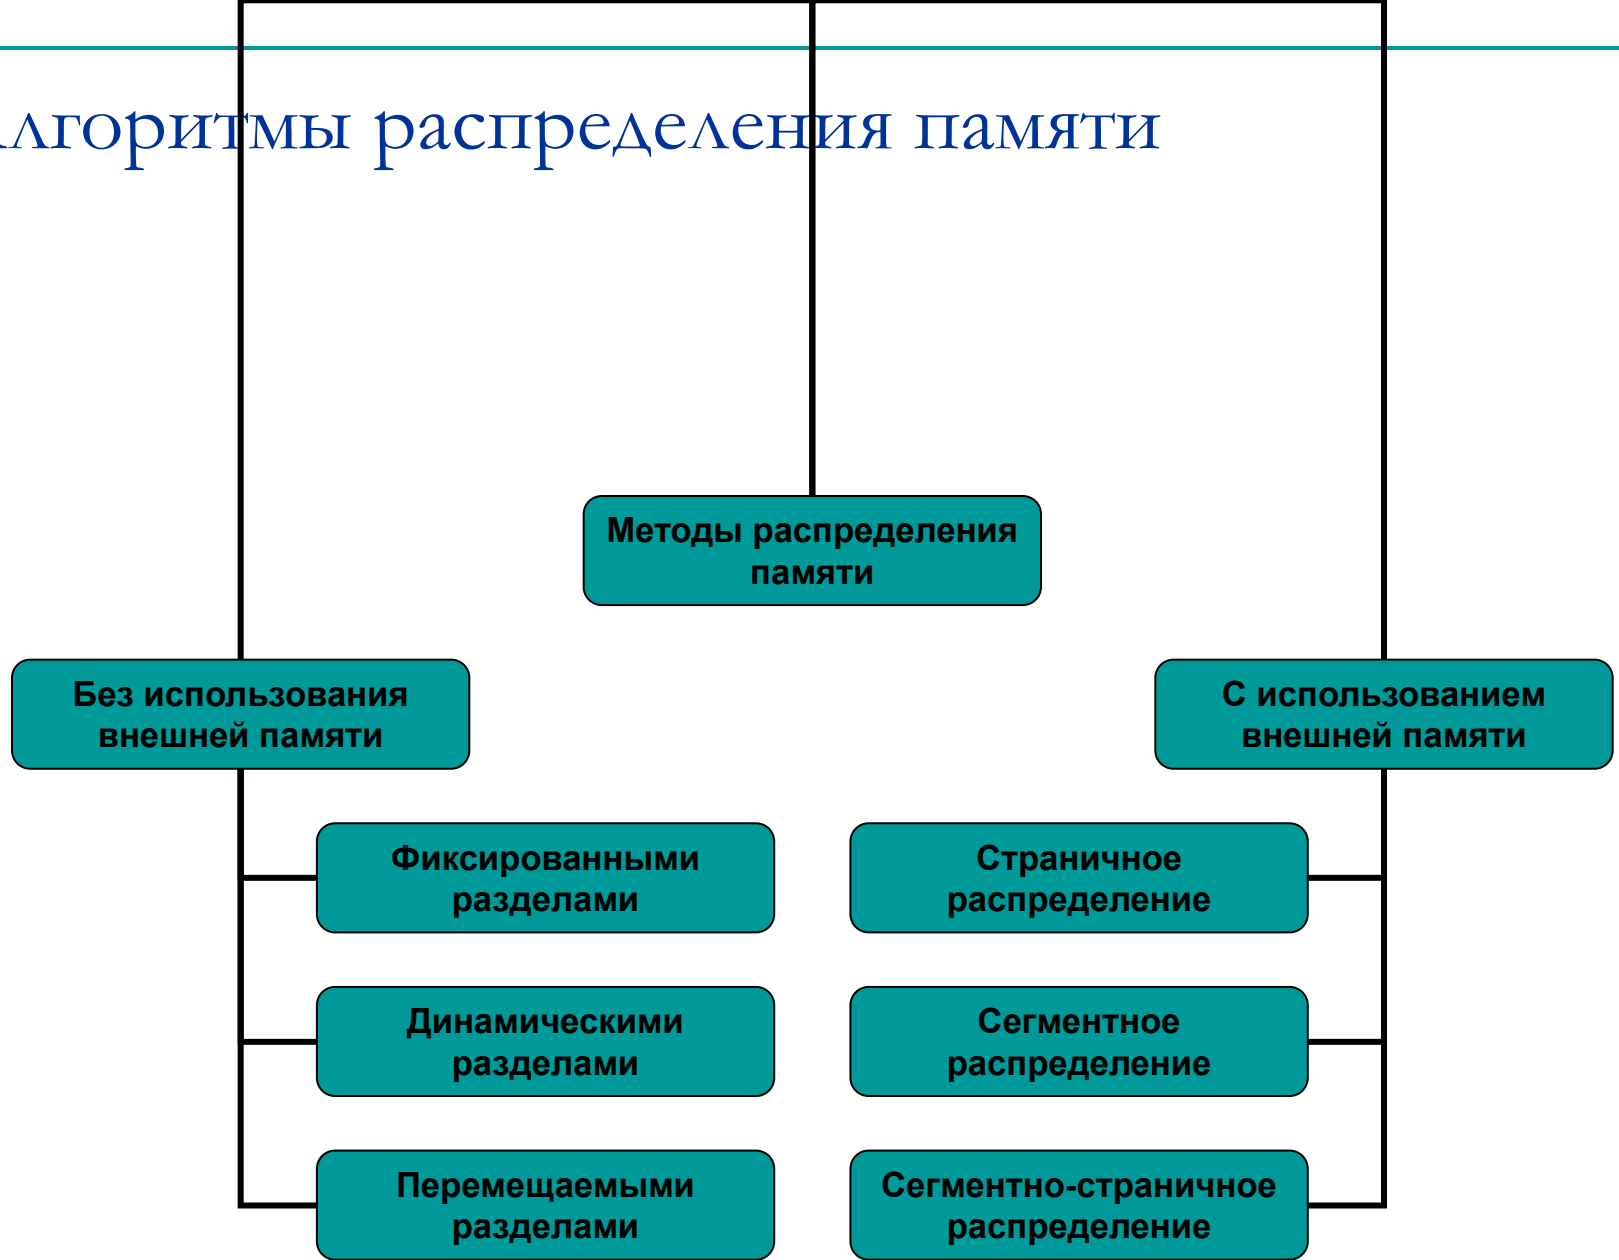 лгоритмы распределения памяти
Методы распределения
памяти
Без использования
внешней памяти
С использованием
внешней памяти
Фиксированными
разделами
Страничное
распределение
Динамическими
разделами
Сегментное
распределение
Перемещаемыми
разделами
Сегментно-страничное
распределение